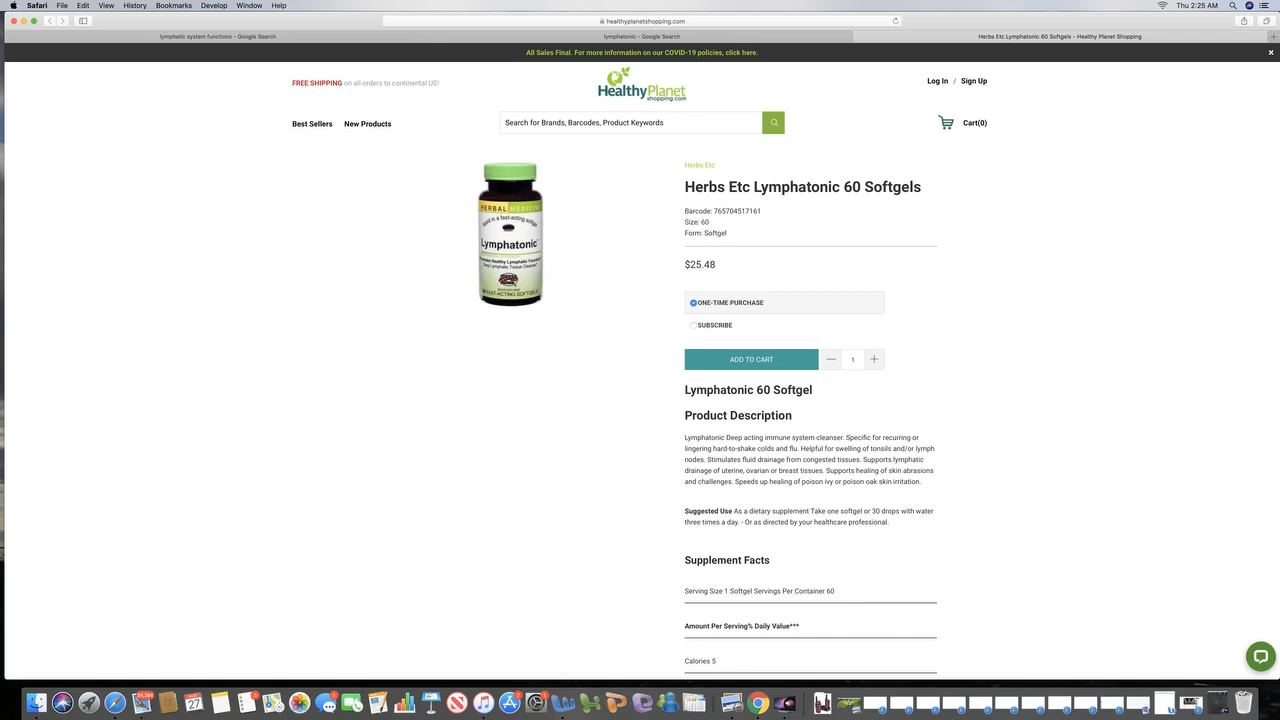 Safari File Edit View History Bookmarks Develop Window Help
Thu 2:25 AM
healthyplanetshopping.com
lymphatic system functions - Google Search
lymphatonic - Google Search
Herbs Etc Lymphatonic 60 Softgels – Healthy Planet Shopping
All Sales Final. For more information on our COVID-19 policies, click here.
FREE SHIPPING on all orders to continental US!
HealthyPlanet
shopping.com
Log In / Sign Up
Best Sellers New Products
Search for Brands, Barcodes, Product Keywords
Cart(0)
HERBAL MEDICINE
Lymphatonic
Herbs Etc
Herbs Etc Lymphatonic 60 Softgels
Barcode: 765704517161
Size: 60
Form: Softgel
$25.48
ONE-TIME PURCHASE
SUBSCRIBE
ADD TO CART
1
Lymphatonic 60 Softgel
Product Description
Lymphatonic Deep acting immune system cleanser. Specific for recurring or
lingering hard-to-shake colds and flu. Helpful for swelling of tonsils and/or lymph
nodes. Stimulates fluid drainage from congested tissues. Supports lymphatic
drainage of uterine, ovarian or breast tissues. Supports healing of skin abrasions
and challenges. Speeds up healing of poison ivy or poison oak skin irritation.
Suggested Use As a dietary supplement Take one softgel or 30 drops with water
three times a day. - Or as directed by your healthcare professional.
Supplement Facts
Serving Size 1 Softgel Servings Per Container 60
Amount Per Serving% Daily Value***
Calories 5
27